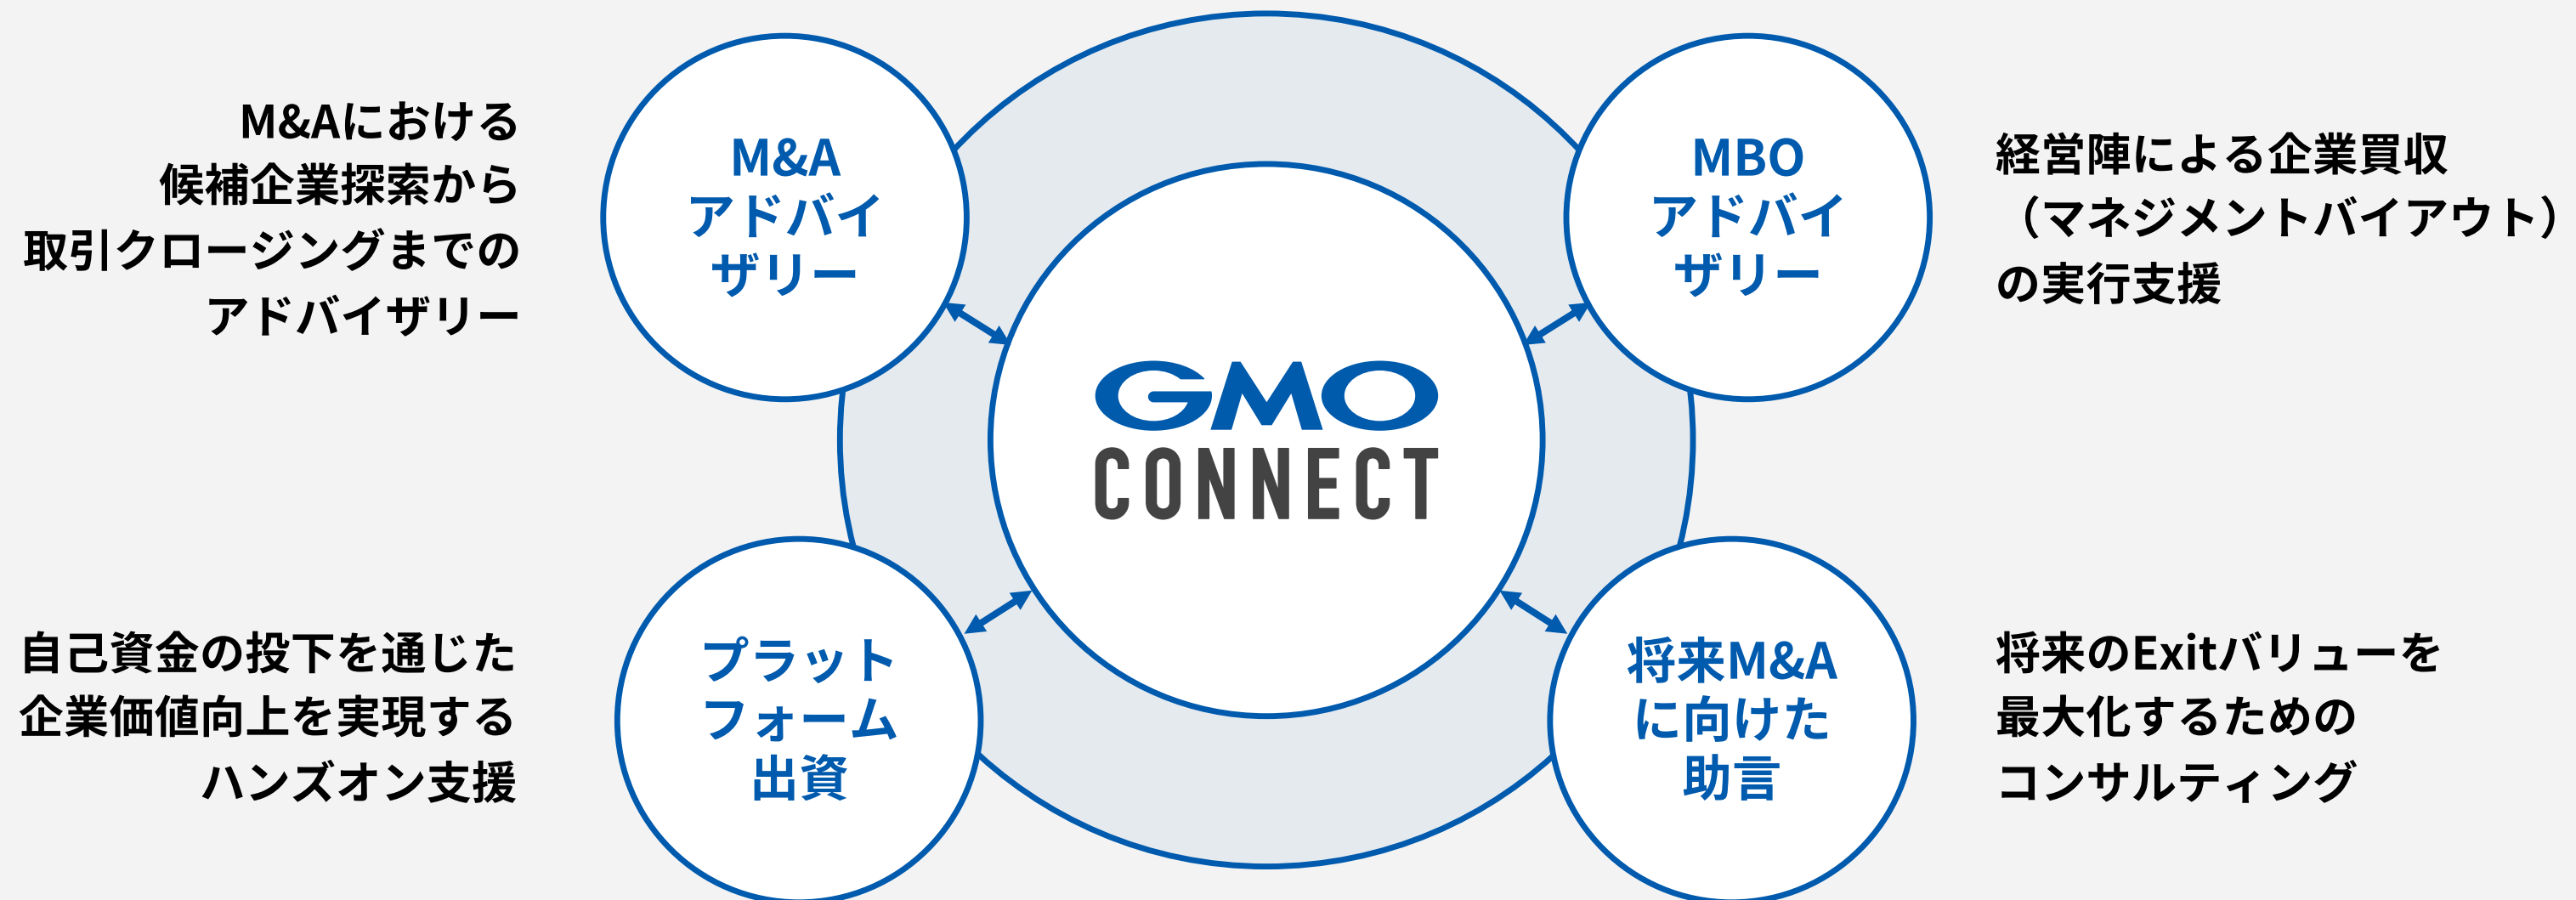 M&Aにおける
候補企業探索から
取引クロージングまでの
アドバイザリー
M&A
アドバイ
ザリー
MBO
アドバイ
ザリー
経営陣による企業買収
（マネジメントバイアウト）
の実行支援
GMO
CONNECT
自己資金の投下を通じた
企業価値向上を実現する
ハンズオン支援
プラット
フォーム
出資
将来M&A
に向けた
助言
将来のExitバリューを
最大化するための
コンサルティング